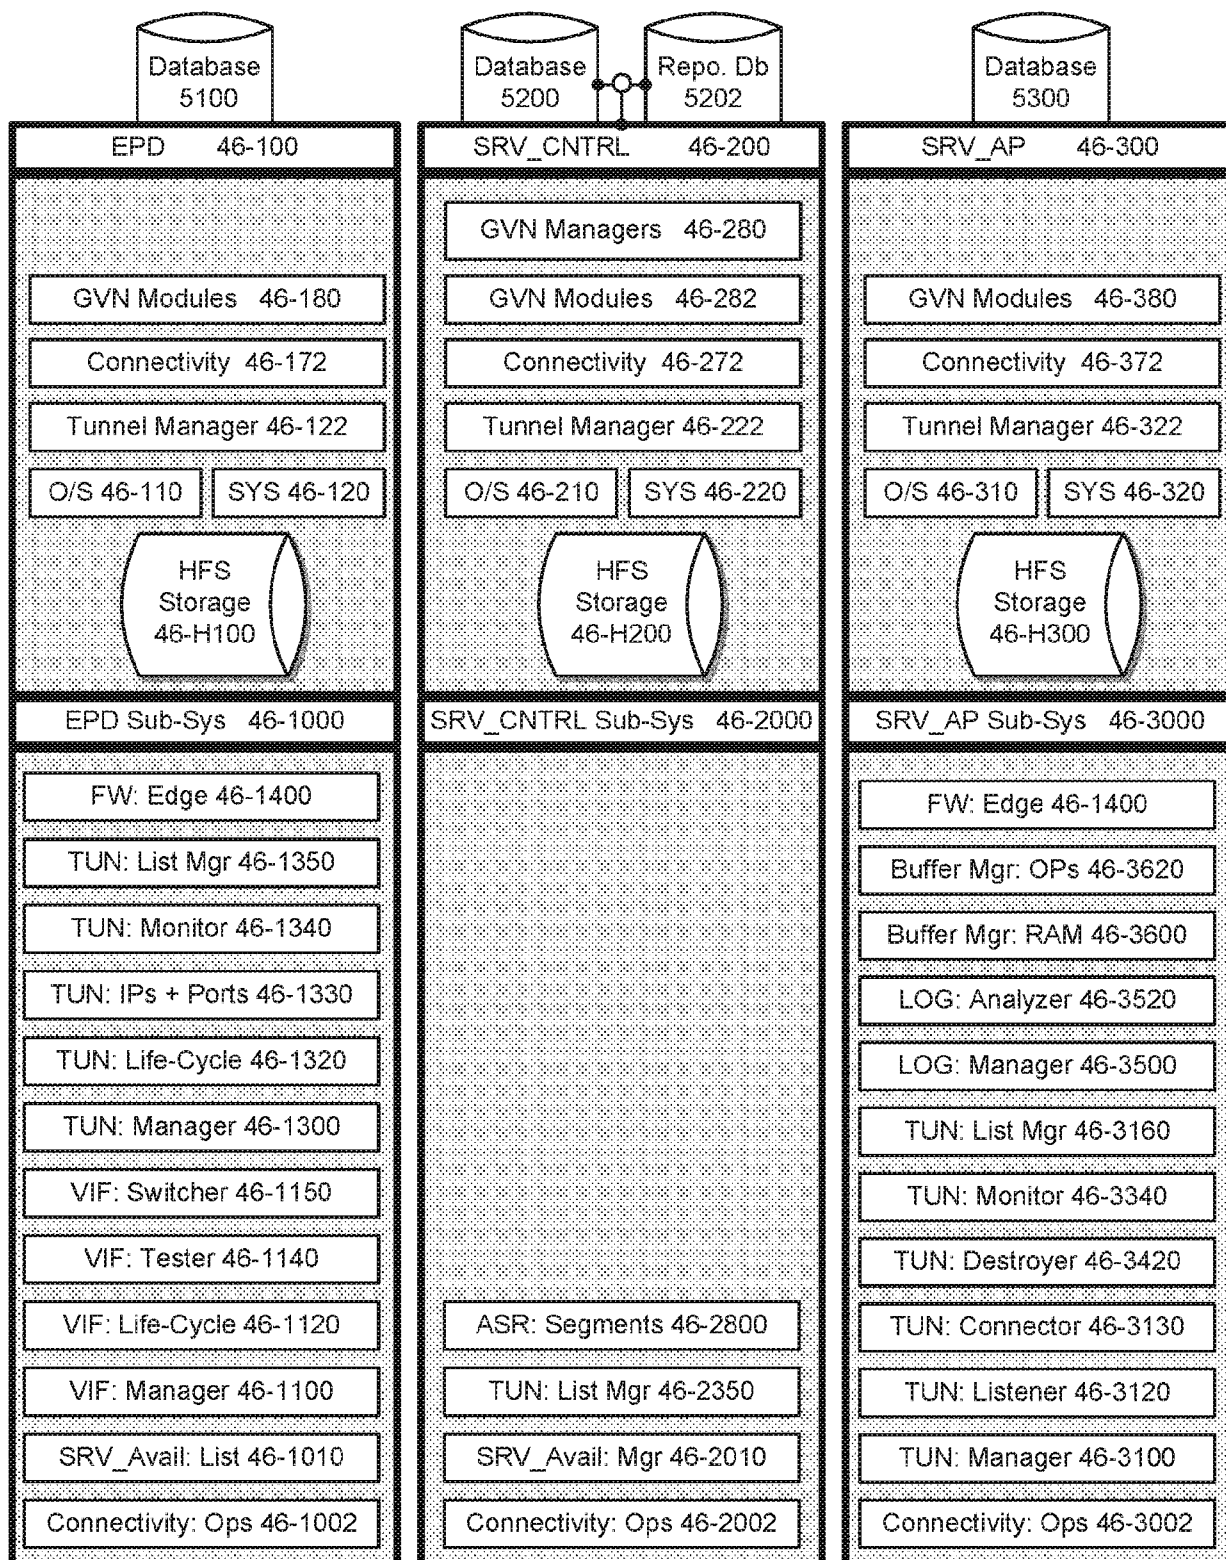 Database
5100
Database
5200
Repo. Db
5202
Database
5300
EPD 46-100
GVN Modules 46-180
Connectivity 46-172
Tunnel Manager 46-122
O/S 46-110
SYS 46-120
HFS
Storage
46-H100
EPD Sub-Sys 46-1000
FW: Edge 46-1400
TUN: List Mgr 46-1350
TUN: Monitor 46-1340
TUN: IPs + Ports 46-1330
TUN: Life-Cycle 46-1320
TUN: Manager 46-1300
VIF: Switcher 46-1150
VIF: Tester 46-1140
VIF: Life-Cycle 46-1120
VIF: Manager 46-1100
SRV_Avail: List 46-1010
Connectivity: Ops 46-1002
SRV_CNTRL 46-200
GVN Managers 46-280
GVN Modules 46-282
Connectivity 46-272
Tunnel Manager 46-222
O/S 46-210
SYS 46-220
HFS
Storage
46-H200
SRV_CNTRL Sub-Sys 46-2000
ASR: Segments 46-2800
TUN: List Mgr 46-2350
SRV_Avail: Mgr 46-2010
Connectivity: Ops 46-2002
SRV_AP 46-300
GVN Modules 46-380
Connectivity 46-372
Tunnel Manager 46-322
O/S 46-310
SYS 46-320
HFS
Storage
46-H300
SRV_AP Sub-Sys 46-3000
FW: Edge 46-1400
Buffer Mgr: OPs 46-3620
Buffer Mgr: RAM 46-3600
LOG: Analyzer 46-3520
LOG: Manager 46-3500
TUN: List Mgr 46-3160
TUN: Monitor 46-3340
TUN: Destroyer 46-3420
TUN: Connector 46-3130
TUN: Listener 46-3120
TUN: Manager 46-3100
Connectivity: Ops 46-3002